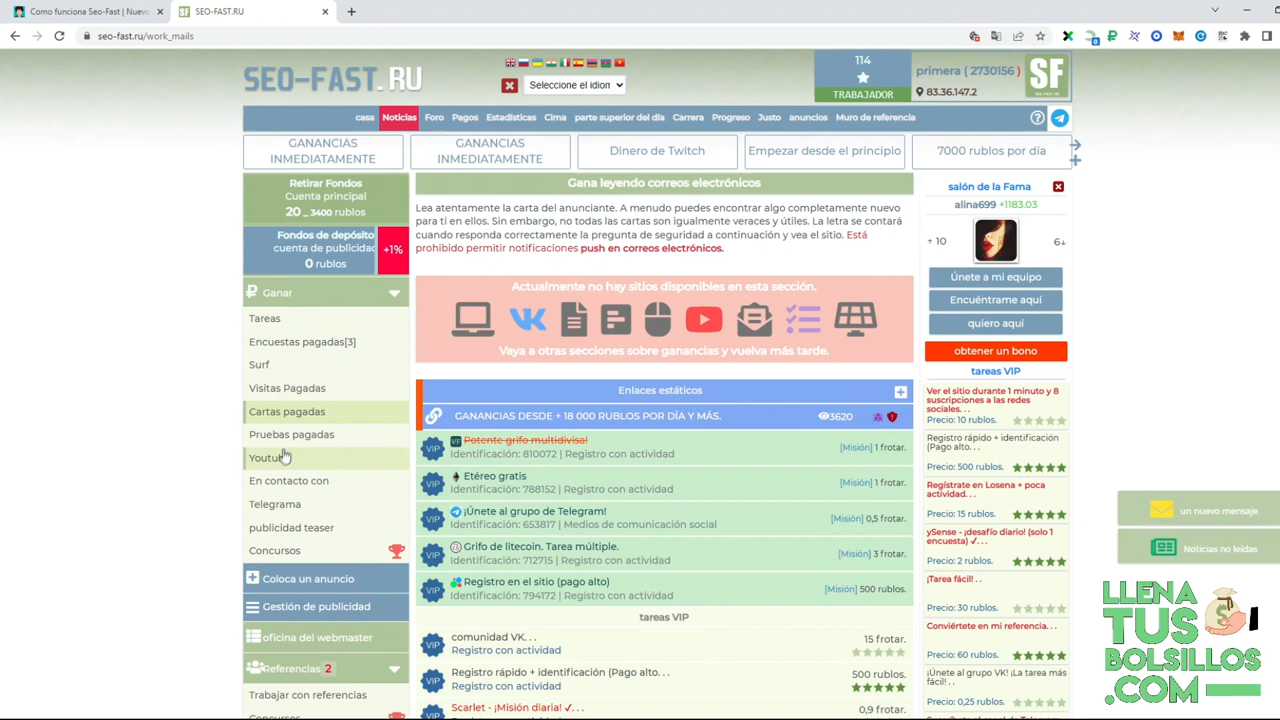 Como funciona Seo-Fast | Nuevo
SEO-FAST.RU
seo-fast.ru/work_mails
SEO-FAST.RU
Seleccione el idiom
114
TRABAJADOR
primera ( 2730156 )
83.36.147.2
SF
casa
Noticias
Foro
Pagos
Estadísticas
Cima
parte superior del día
Carrera
Progreso
Justo
anuncios
Muro de referencia
GANANCIAS
INMEDIATAMENTE
GANANCIAS
INMEDIATAMENTE
Dinero de Twitch
Empezar desde el principio
7000 rublos por día
Retirar Fondos
Cuenta principal
20 _ 3400 rublos
Fondos de depósito
cuenta de publicidad
0 rublos
+1%
Ganar
Tareas
Encuestas pagadas[3]
Surf
Visitas Pagadas
Cartas pagadas
Pruebas pagadas
Youtub
En contacto con
Telegrama
publicidad teaser
Concursos
Coloca un anuncio
Gestión de publicidad
oficina del webmaster
Referencias 2
Trabajar con referencias
Concursos
Gana leyendo correos electrónicos
Lea atentamente la carta del anunciante. A menudo puedes encontrar algo completamente nuevo
para ti en ellos. Sin embargo, no todas las cartas son igualmente veraces y útiles. La letra se contará
cuando responda correctamente la pregunta de seguridad a continuación y vea el sitio. Está
prohibido permitir notificaciones push en correos electrónicos.
Actualmente no hay sitios disponibles en esta sección.
Vaya a otras secciones sobre ganancias y vuelva más tarde.
Enlaces estáticos
GANANCIAS DESDE + 18 000 RUBLOS POR DÍA Y MÁS.
3620
VIP
Potente grifo multidivisa!
Identificación: 810072 | Registro con actividad
[Misión] 1 frotar.
VIP
Etéreo gratis
Identificación: 788152 | Registro con actividad
[Misión] 1 frotar.
VIP
¡Únete al grupo de Telegram!
Identificación: 653817 | Medios de comunicación social
[Misión] 0,5 frotar.
VIP
Grifo de litecoin. Tarea múltiple.
Identificación: 712715 | Registro con actividad
[Misión] 3 frotar.
VIP
Registro en el sitio (pago alto)
Identificación: 794172 | Registro con actividad
[Misión] 500 rublos.
tareas VIP
VIP
comunidad VK. . .
Registro con actividad
15 frotar.
VIP
Registro rápido + identificación (Pago alto. . .
Registro con actividad
500 rublos.
VIP
Scarlet - ¡Misión diaria! ✓. . .
0,9 frotar.
salón de la Fama
alina699 +1183.03
↑ 10
6↓
Únete a mi equipo
Encuéntrame aquí
quiero aquí
obtener un bono
tareas VIP
Ver el sitio durante 1 minuto y 8
suscripciones a las redes
sociales. . .
Precio: 10 rublos.
Registro rápido + identificación
(Pago alto. . .
Precio: 500 rublos.
Regístrate en Losena + poca
actividad. . .
Precio: 15 rublos.
ySense - ¡desafío diario! (solo 1
encuesta) ✓. . .
Precio: 2 rublos.
¡Tarea fácil! . .
Precio: 30 rublos.
Conviértete en mi referencia. . .
Precio: 60 rublos.
¡Únete al grupo VK! ¡La tarea más
fácil! . .
Precio: 0,25 rublos.
un nuevo mensaje
Noticias no leídas
LLENA
TUS
BOLSILLOS
.COM